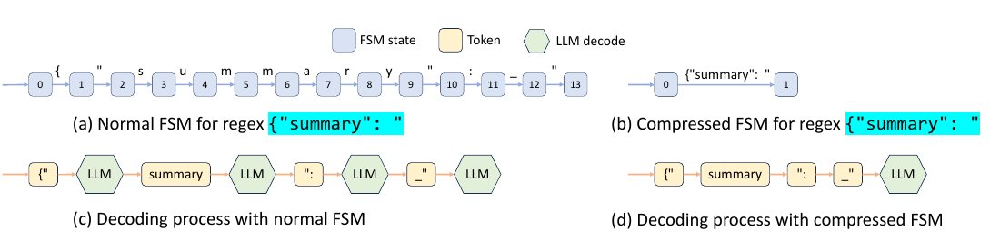 FSM state Token LLM decode
{ " s u m m a r y " : _ "
0 1 2 3 4 5 6 7 8 9 10 11 12 13
{"summary": "
0 1
(a) Normal FSM for regex {"summary": "
(b) Compressed FSM for regex {"summary": "
{" LLM summary LLM ": LLM _" LLM
{" summary ": _" LLM
(c) Decoding process with normal FSM
(d) Decoding process with compressed FSM